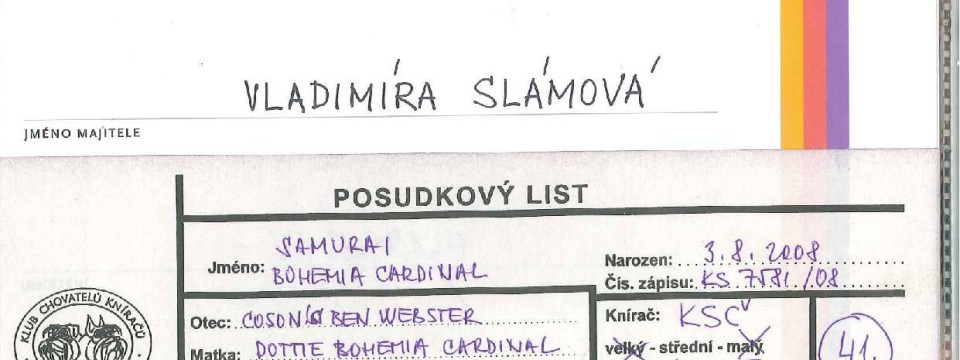 VLADIMÍRA SLÁMOVÁ
JMÉNO MAJITELE
POSUDKOVÝ LIST
Jméno: SAMURAI
BOHEMIA CARDINAL
Narozen: 3.8.2008
Čís. zápisu: KS 7581/08
Otec: COSON'S BEN WEBSTER
Matka: DOTTIE BOHEMIA CARDINAL
Knírač: KSČ
velký - střední - malý
41.
KLUB CHOVATELŮ KNÍRAČŮ